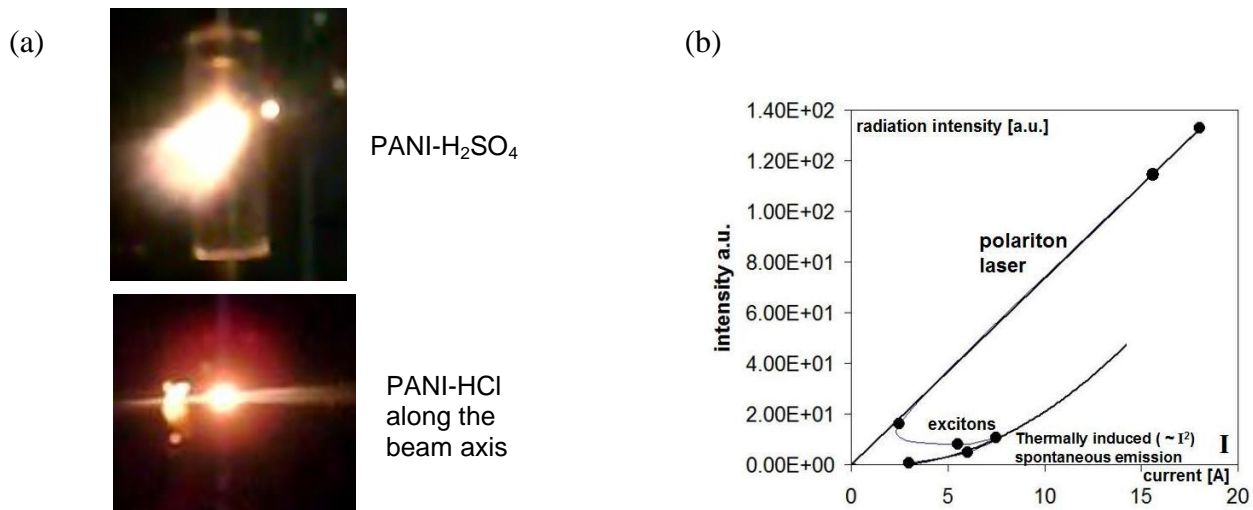 (a)
PANI-H₂SO₄
PANI-HCl
along the
beam axis
(b)
intensity a.u.
1.40E+02
1.20E+02
1.00E+02
8.00E+01
6.00E+01
4.00E+01
2.00E+01
0.00E+00
radiation intensity [a.u.]
polariton
laser
excitons
Thermally induced ( ~ I²)
spontaneous emission
I
current [A]
0
5
10
15
20